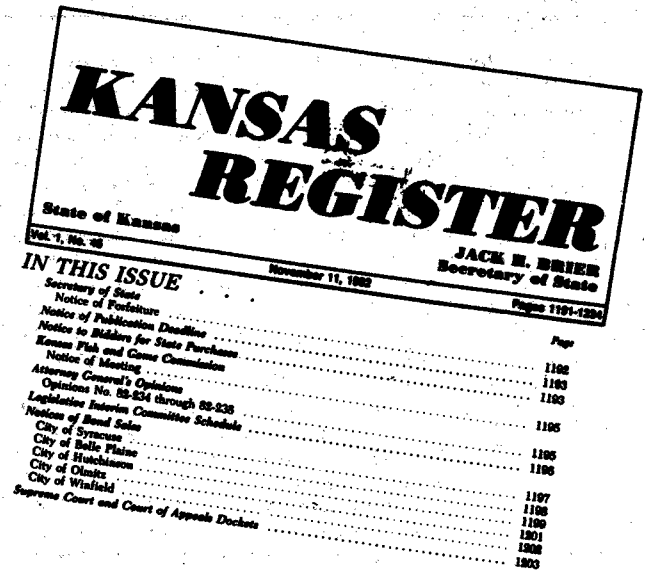 KANSAS
REGISTER
State of Kansas
JACK H. BRIER
Secretary of State
Vol. 1, No. 45 November 11, 1982 Pages
IN THIS ISSUE . . . .
Page
Secretary of State
Notice of Forfeiture ........ 1192
Notice of Publication Deadline ........ 1193
Notice to Bidders for State Purchases ........ 1193
Kansas Fish and Game Commission
Notice of Meeting ........ 1195
Attorney General's Opinions
Opinions No. 82-234 through ........ 1195
Legislative Interim Committee Schedule ........ 1196
Notices of Bond Sales
City of Syracuse ........ 1197
City of Belle Plaine ........ 1198
City of Hutchinson ........ 1199
City of Olmitz ........ 1201
City of Winfield ........ 1202
Supreme Court and Court of Appeals Dockets ........ 1203